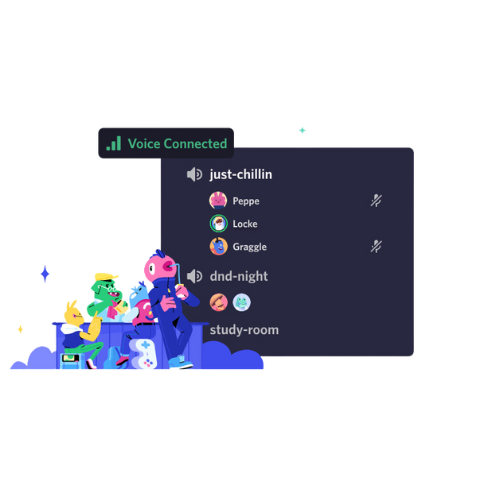 Voice Connected
just-chillin
Peppe
Locke
Graggle
dnd-night
study-room